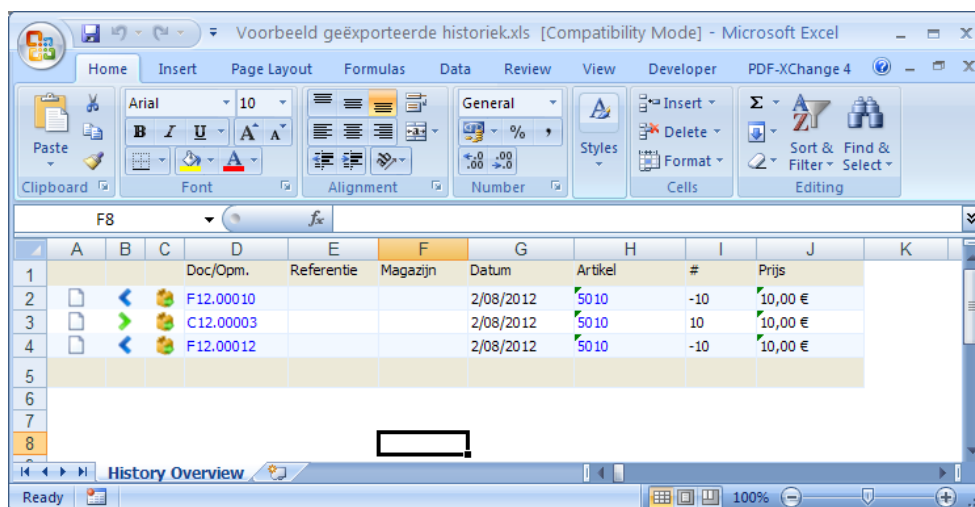 Voorbeeld geëxporteerde historiek.xls [Compatibility Mode] - Microsoft Excel
Home Insert Page Layout Formulas Data Review View Developer PDF-XChange 4
Paste
Clipboard
Arial 10
B I U A A
A
Font
Alignment
General
% ,
.0 .00
.00 .0
Number
A
Styles
Insert
Delete
Format
Cells
Σ
Sort & Filter
Find & Select
Editing
F8 fx
A B C D E F G H I J K
1 Doc/Opm. Referentie Magazijn Datum Artikel # Prijs
2 F12.00010 2/08/2012 5010 -10 10,00 €
3 C12.00003 2/08/2012 5010 10 10,00 €
4 F12.00012 2/08/2012 5010 -10 10,00 €
5
6
7
8
History Overview
Ready 100%